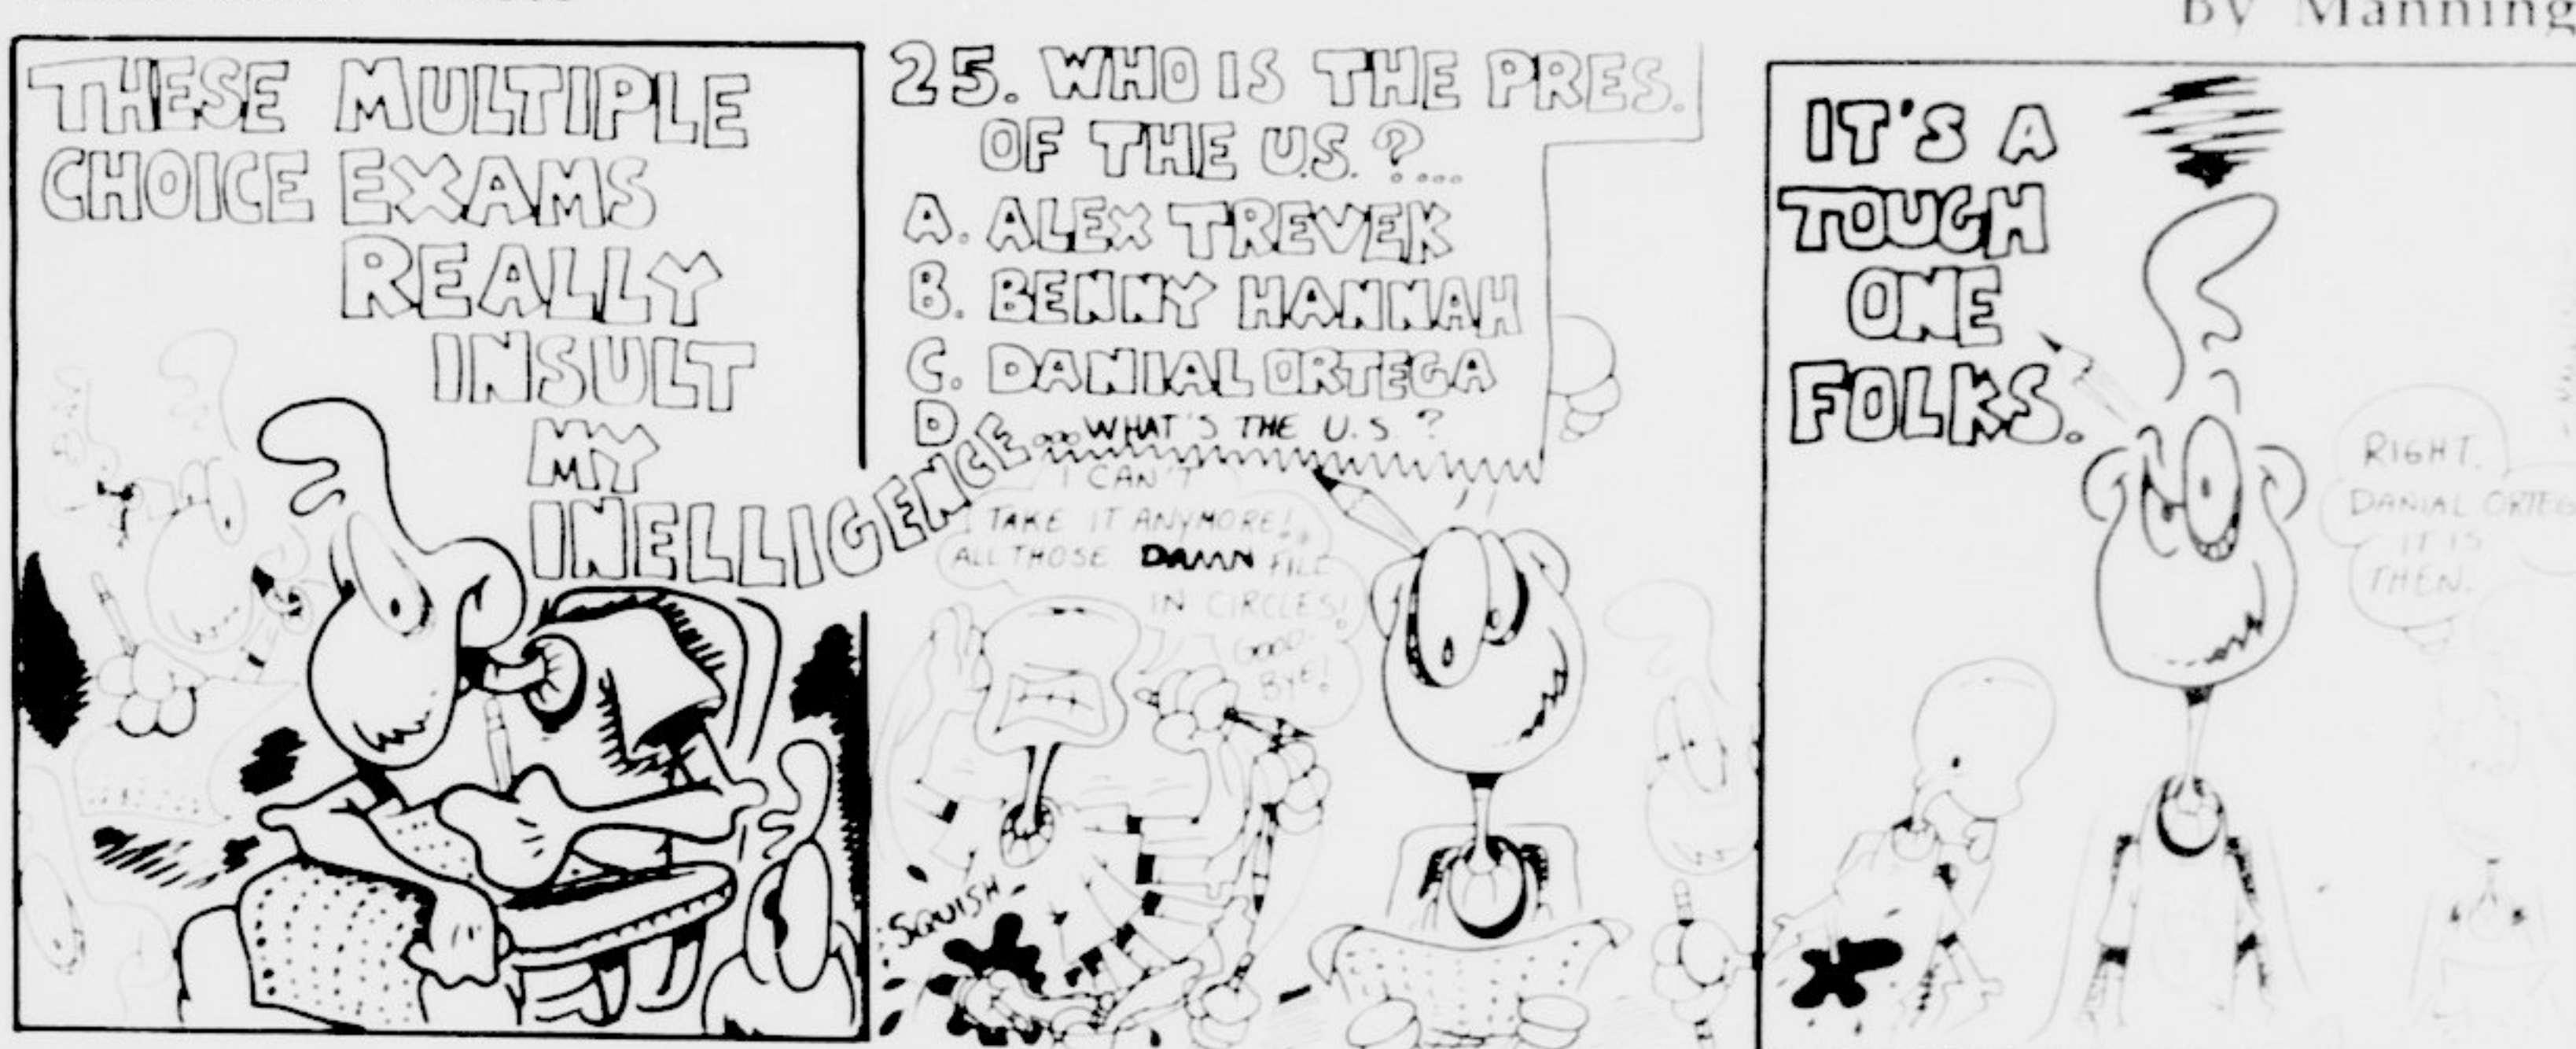 By Manning
THESE MULTIPLE
CHOICE EXAMS
REALLY
INSULT
MY
INELLIGENCE...
25. WHO IS THE PRES.
OF THE U.S.?....
A. ALEX TREVEK
B. BENNY HANNAH
C. DANIAL ORTEGA
D ...WHAT'S THE U.S?
I CAN'T
TAKE IT ANYMORE!
ALL THOSE DAMN FILL
IN CIRCLES!
GOOD-
BYE!
SQUISH
IT'S A
TOUGH
ONE
FOLKS.
RIGHT.
DANIAL ORTEG
IT IS
THEN.